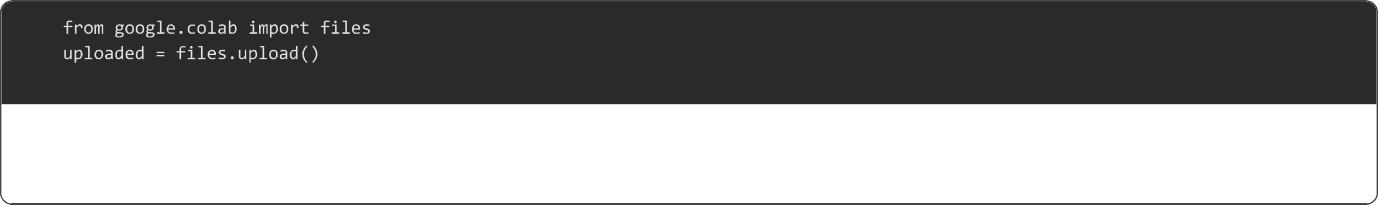 from google.colab import files
uploaded = files.upload()